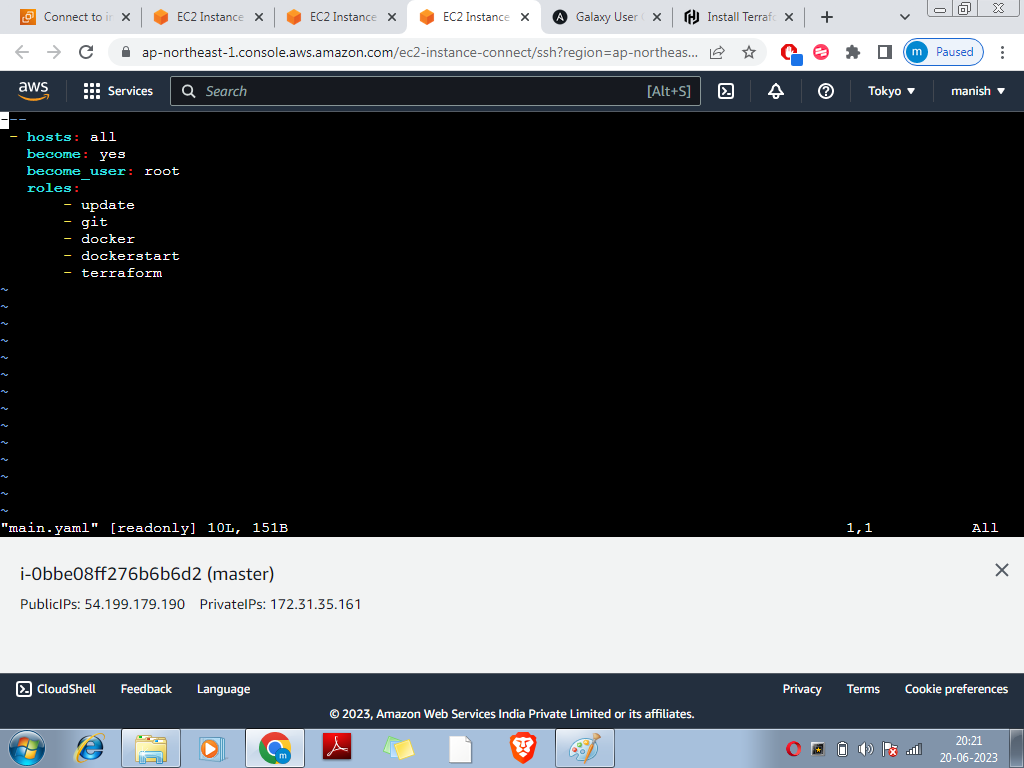 Connect to in
EC2 Instance
EC2 Instance
EC2 Instance
Galaxy User
Install Terraf
ap-northeast-1.console.aws.amazon.com/ec2-instance-connect/ssh?region=ap-northeas...
m
Paused
aws
Services
Search
[Alt+S]
Tokyo
manish
---
- hosts: all
become: yes
become_user: root
roles:
- update
- git
- docker
- dockerstart
- terraform
~
~
~
~
~
~
~
~
~
~
~
~
~
~
"main.yaml" [readonly] 10L, 151B 1,1 All
i-0bbe08ff276b6b6d2 (master)
PublicIPs: 54.199.179.190 PrivateIPs: 172.31.35.161
CloudShell Feedback Language Privacy Terms Cookie preferences
© 2023, Amazon Web Services India Private Limited or its affiliates.
m
20:21
20-06-2023